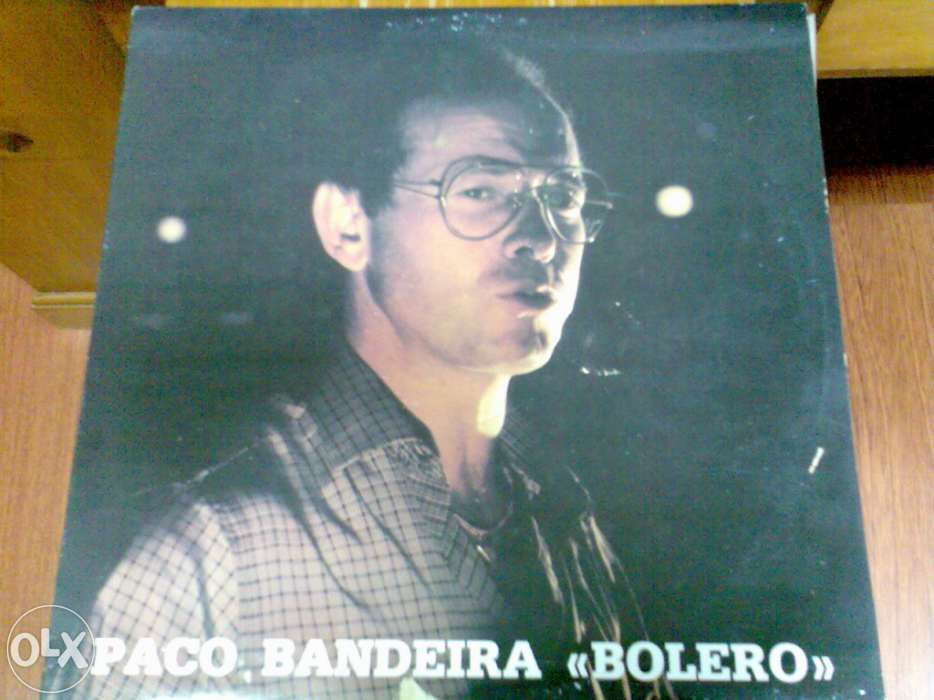 PACO BANDEIRA «BOLERO»
OLX